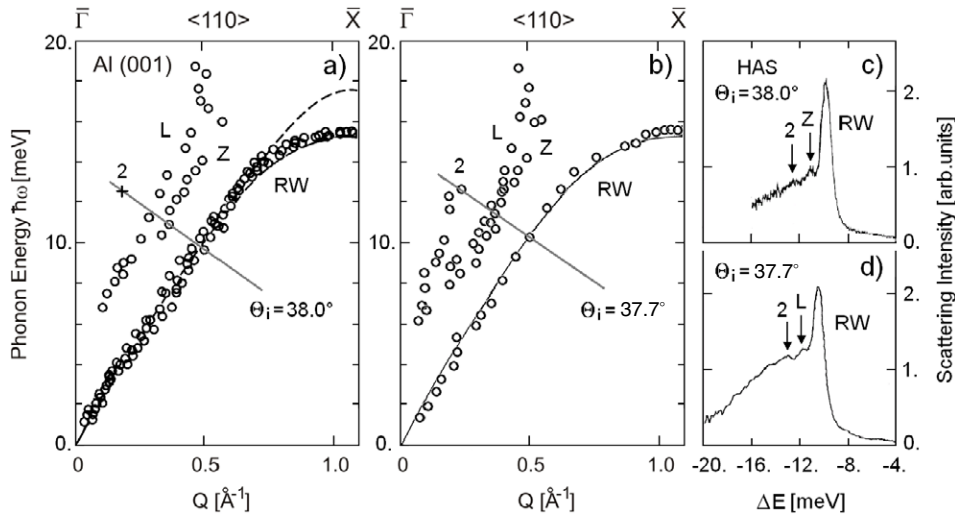 Γ̅ <110> X̅
Al (001)
a)
20.
10.
0.
L
Z
2
RW
Θi = 38.0°
0 0.5 1.0
Q [Å-1]
Phonon Energy ħω [meV]
Γ̅ <110> X̅
b)
20.
10.
0.
L
Z
2
RW
Θi = 37.7°
0 0.5 1.0
Q [Å-1]
HAS
c)
Θi = 38.0°
2 Z
RW
2.
1.
0.
d)
Θi = 37.7°
2 L
RW
2.
1.
0.
-20. -16. -12. -8. -4.
ΔE [meV]
Scattering Intensity [arb.units]